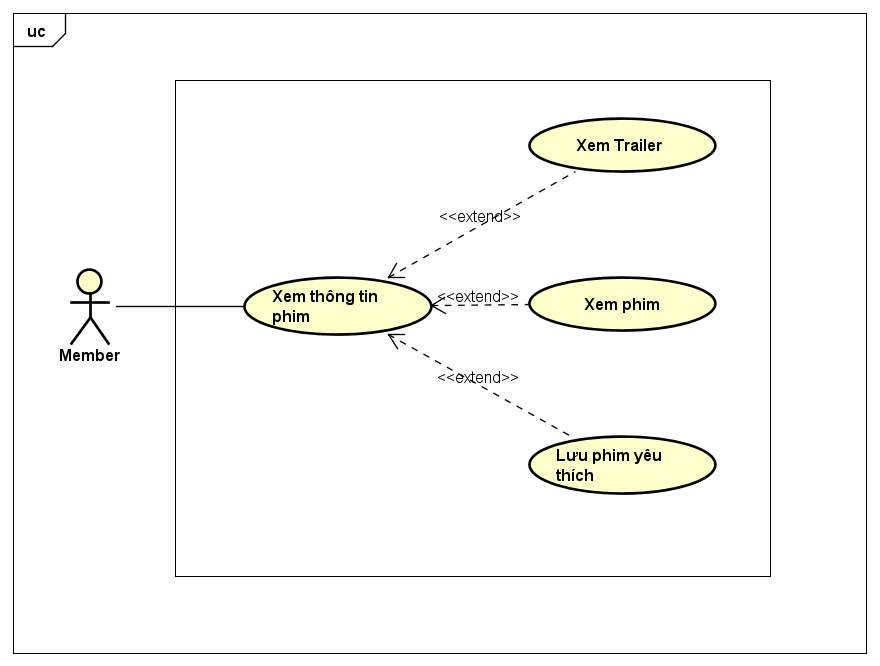 uc
Xem Trailer
<<extend>>
Xem thông tin
phim
<<extend>>
Xem phim
Member
<<extend>>
Lưu phim yêu
thích